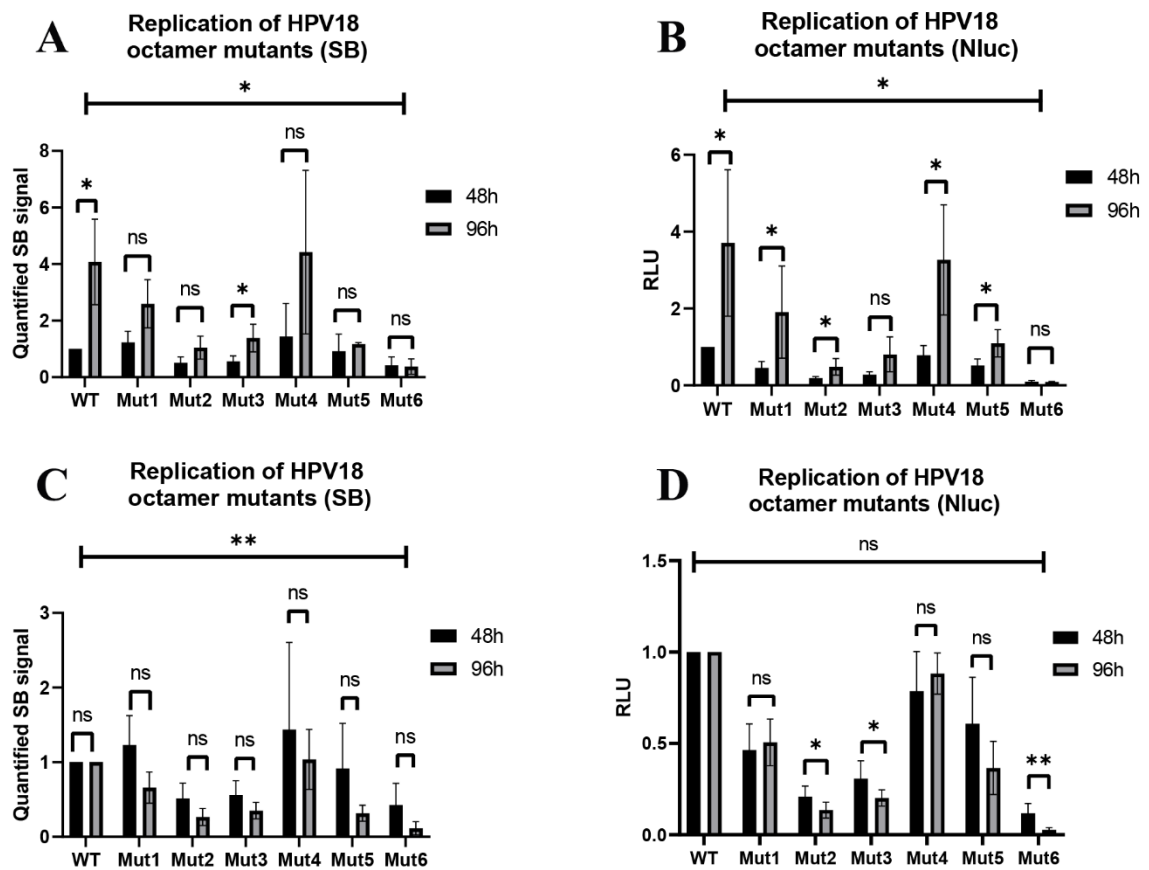 A
Replication of HPV18
octamer mutants (SB)
*
ns
*
ns
ns
*
ns
ns
8
6
4
2
0
Quantified SB signal
48h
96h
WT Mut1 Mut2 Mut3 Mut4 Mut5 Mut6
B
Replication of HPV18
octamer mutants (Nluc)
*
*
*
*
ns
*
*
ns
6
4
2
0
RLU
48h
96h
WT Mut1 Mut2 Mut3 Mut4 Mut5 Mut6
C
Replication of HPV18
octamer mutants (SB)
**
ns
ns
ns
ns
ns
ns
ns
3
2
1
0
Quantified SB signal
48h
96h
WT Mut1 Mut2 Mut3 Mut4 Mut5 Mut6
D
Replication of HPV18
octamer mutants (Nluc)
ns
ns
*
*
ns
ns
**
1.5
1.0
0.5
0.0
RLU
48h
96h
WT Mut1 Mut2 Mut3 Mut4 Mut5 Mut6